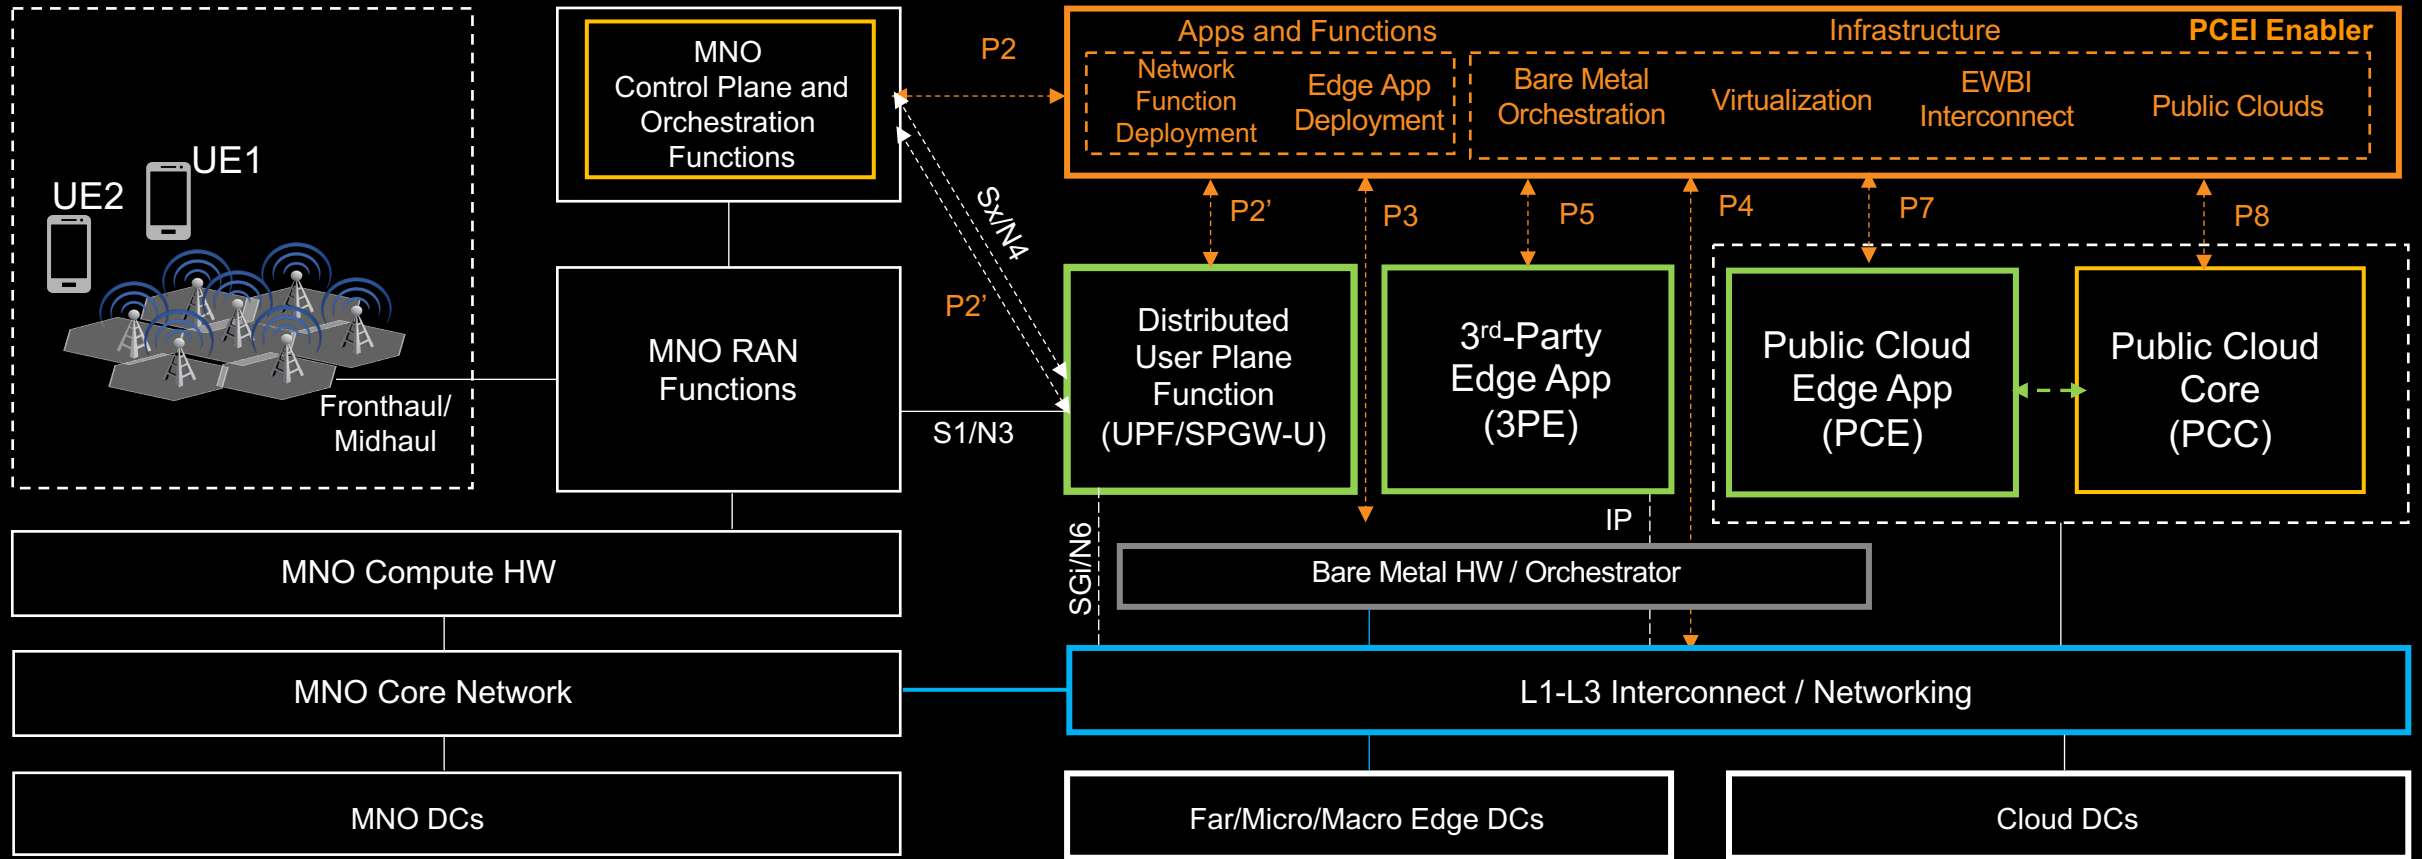 UE1
UE2
Fronthaul/
Midhaul
MNO
Control Plane and
Orchestration
Functions
P2
Apps and Functions
Infrastructure
PCEI Enabler
Network
Function
Deployment
Edge App
Deployment
Bare Metal
Orchestration
Virtualization
EWBI
Interconnect
Public Clouds
Sx/N4
P2’
P2’
P3
P5
P4
P7
P8
MNO RAN
Functions
S1/N3
Distributed
User Plane
Function
(UPF/SPGW-U)
3rd-Party
Edge App
(3PE)
Public Cloud
Edge App
(PCE)
Public Cloud
Core
(PCC)
SGi/N6
IP
MNO Compute HW
Bare Metal HW / Orchestrator
MNO Core Network
L1-L3 Interconnect / Networking
MNO DCs
Far/Micro/Macro Edge DCs
Cloud DCs